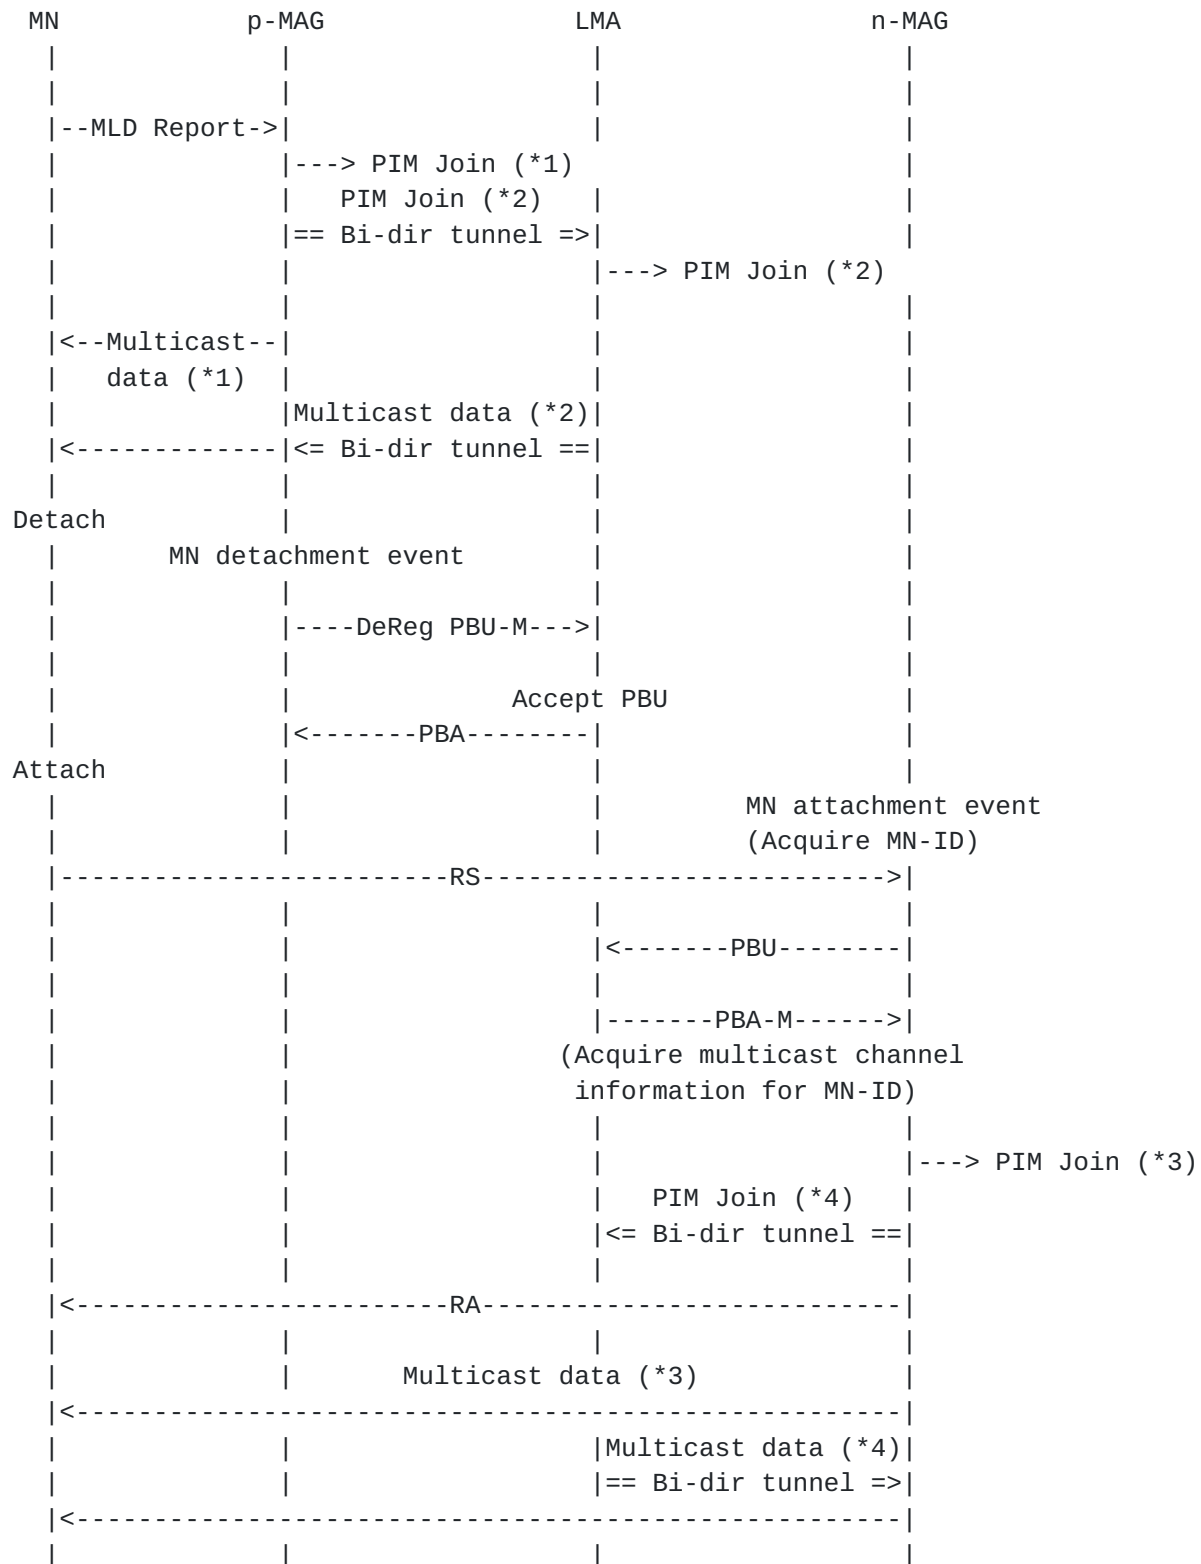 MN p-MAG LMA n-MAG
| | | |
| | | |
|--MLD Report->| | |
| |---> PIM Join (*1) |
| | PIM Join (*2) | |
| |== Bi-dir tunnel =>| |
| | |---> PIM Join (*2)
| | | |
|<--Multicast--| | |
| data (*1) | | |
| |Multicast data (*2)| |
|<-------------|<= Bi-dir tunnel ==| |
| | | |
Detach | | |
| MN detachment event | |
| | | |
| |----DeReg PBU-M--->| |
| | | |
| | Accept PBU |
| |<-------PBA--------| |
Attach | | |
| | | MN attachment event
| | | (Acquire MN-ID)
|-------------------------RS-------------------------->|
| | | |
| | |<-------PBU--------|
| | | |
| | |-------PBA-M------>|
| | (Acquire multicast channel
| | information for MN-ID)
| | | |
| | | |---> PIM Join (*3)
| | | PIM Join (*4) |
| | |<= Bi-dir tunnel ==|
| | | |
|<------------------------RA---------------------------|
| | | |
| | Multicast data (*3) |
|<-----------------------------------------------------|
| | |Multicast data (*4)|
| | |== Bi-dir tunnel =>|
|<-----------------------------------------------------|
| | | |